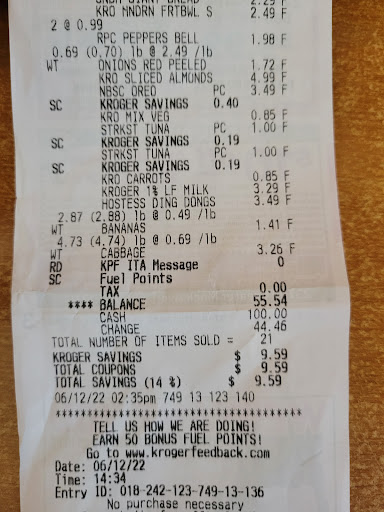 GIANT BREAD 2.29 F
KRO MNDRN FRTBWL S 2.49 F
2 @ 0.99
RPC PEPPERS BELL 1.98 F
0.69 (0.70) lb @ 2.49 /lb
WT ONIONS RED PEELED 1.72 F
KRO SLICED ALMONDS 4.99 F
NBSC OREO PC 3.49 F
SC KROGER SAVINGS 0.40
KRO MIX VEG 0.85 F
STRKST TUNA PC 1.00 F
SC KROGER SAVINGS 0.19
STRKST TUNA PC 1.00 F
SC KROGER SAVINGS 0.19
KRO CARROTS 0.85 F
KROGER 1% LF MILK 3.29 F
HOSTESS DING DONGS 3.49 F
2.87 (2.88) lb @ 0.49 /lb
WT BANANAS 1.41 F
4.73 (4.74) lb @ 0.69 /lb
WT CABBAGE 3.26 F
RD KPF ITA Message 0
SC Fuel Points
TAX 0.00
**** BALANCE 55.54
CASH 100.00
CHANGE 44.46
TOTAL NUMBER OF ITEMS SOLD = 21
KROGER SAVINGS $ 9.59
TOTAL COUPONS $ 9.59
TOTAL SAVINGS (14 %) $ 9.59
06/12/22 02:35pm 749 13 123 140
****************************************
TELL US HOW WE ARE DOING!
EARN 50 BONUS FUEL POINTS!
Go to www.krogerfeedback.com
Date: 06/12/22
Time: 14:34
Entry ID: 018-242-123-749-13-136
No purchase necessary